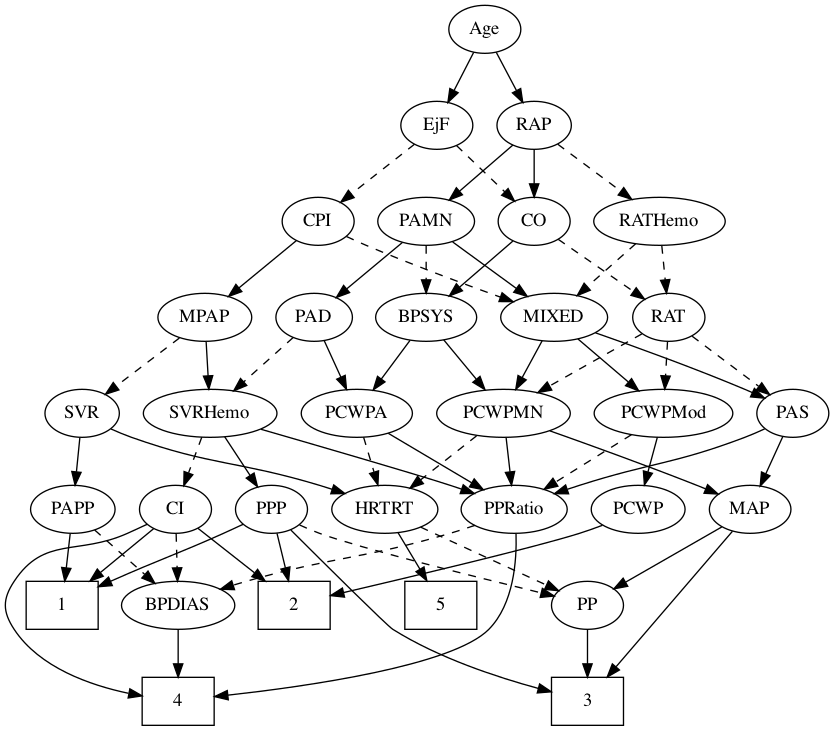 Age
EjF RAP
CPI PAMN CO RATHemo
MPAP PAD BPSYS MIXED RAT
SVR SVRHemo PCWPA PCWPMN PCWPMod PAS
PAPP CI PPP HRTRT PPRatio PCWP MAP
1 BPDIAS 2 5 PP
4 3